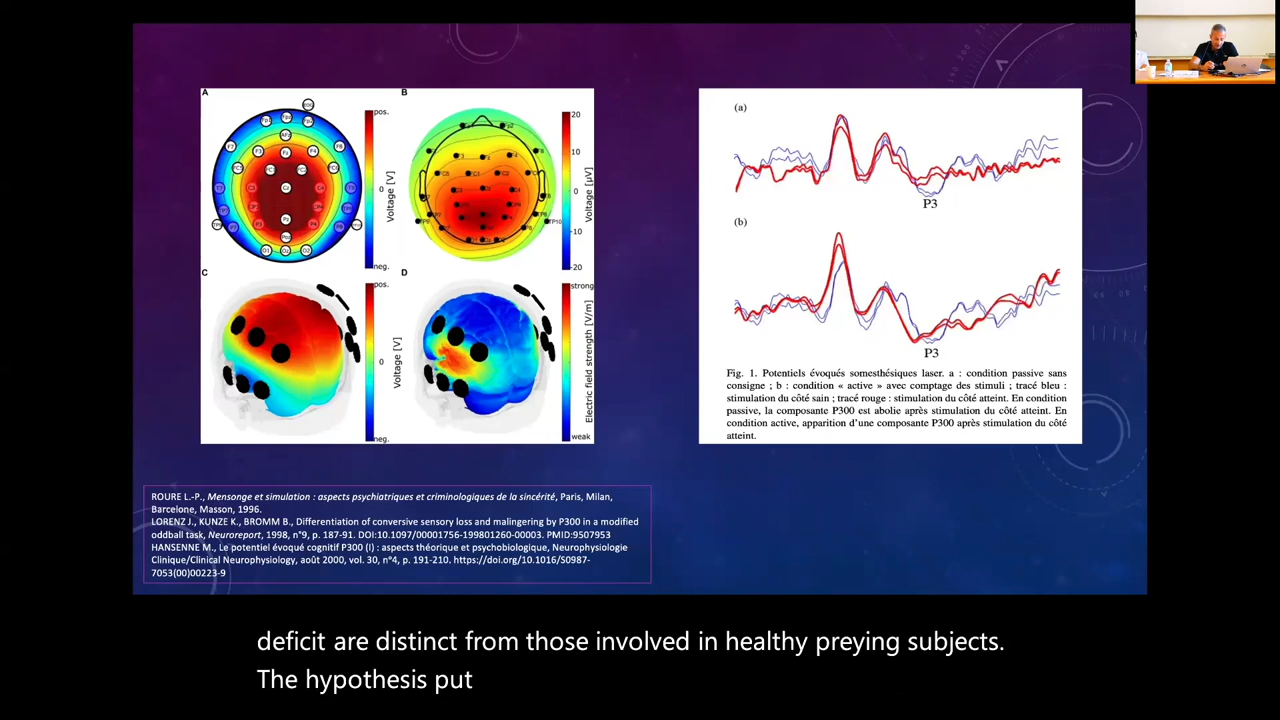 A
B
pos.
0
neg.
Voltage [V]
20
10
0
-10
-20
Voltage [µV]
C
D
pos.
0
neg.
Voltage [V]
strong
weak
Electric field strength [V/m]
(a)
P3
(b)
P3
Fig. 1. Potentiels évoqués somesthésiques laser. a : condition passive sans
consigne ; b : condition « active » avec comptage des stimuli ; tracé bleu :
stimulation du côté sain ; tracé rouge : stimulation du côté atteint. En condition
passive, la composante P300 est abolie après stimulation du côté atteint. En
condition active, apparition d'une composante P300 après stimulation du côté
atteint.
ROURE L.-P., Mensonge et simulation : aspects psychiatriques et criminologiques de la sincérité, Paris, Milan,
Barcelone, Masson, 1996.
LORENZ J., KUNZE K., BROMM B., Differentiation of conversive sensory loss and malingering by P300 in a modified
oddball task, Neuroreport, 1998, n°9, p. 187-91. DOI:10.1097/00001756-199801260-00003. PMID:9507953
HANSENNE M., Le potentiel évoqué cognitif P300 (I) : aspects théorique et psychobiologique, Neurophysiologie
Clinique/Clinical Neurophysiology, août 2000, vol. 30, n°4, p. 191-210. https://doi.org/10.1016/S0987-
7053(00)00223-9
deficit are distinct from those involved in healthy preying subjects.
The hypothesis put